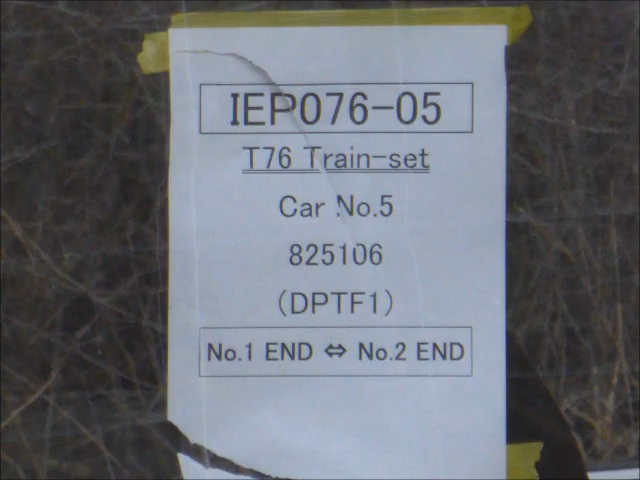 IEP076-05
T76 Train-set
Car No.5
825106
(DPTF1)
No.1 END ⇔ No.2 END